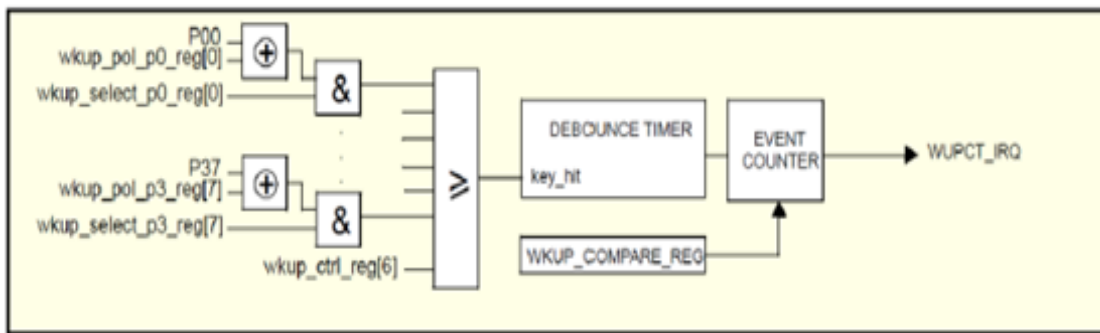 P00
wkup_pol_p0_reg[0]
wkup_select_p0_reg[0]
&
P37
wkup_pol_p3_reg[7]
wkup_select_p3_reg[7]
&
wkup_ctrl_reg[6]
≥
DEBOUNCE TIMER
key_hit
EVENT
COUNTER
WUPCT_IRQ
WKUP_COMPARE_REG